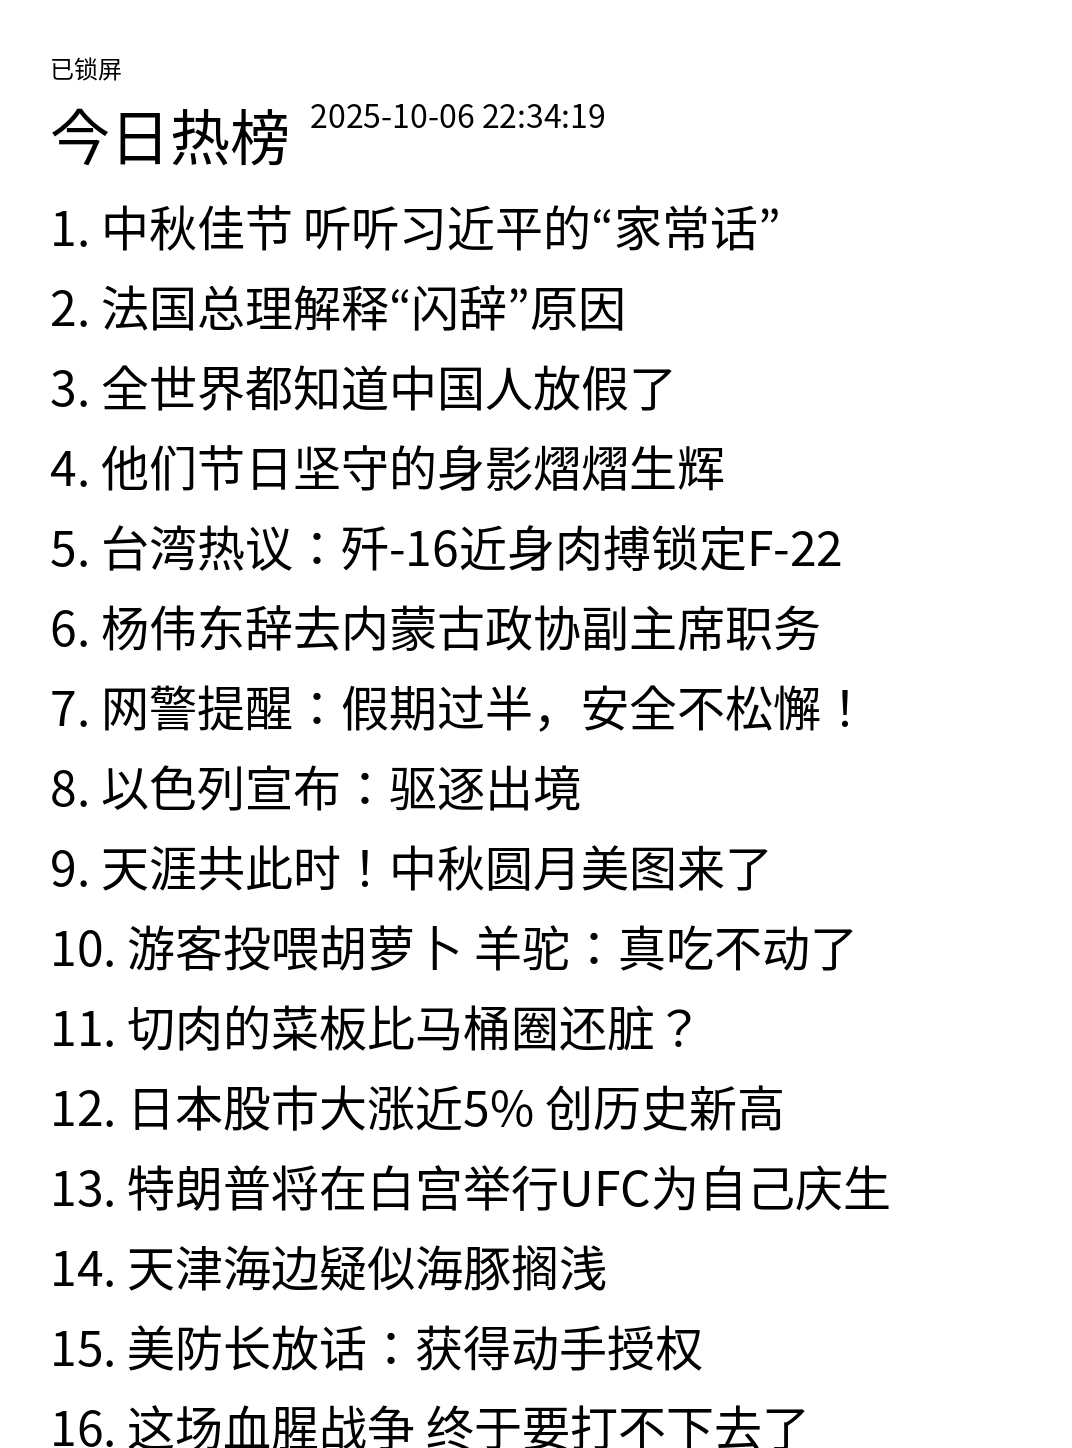 已锁屏
今日热榜 2025-10-06 22:34:19
1. 中秋佳节 听听习近平的“家常话”
2. 法国总理解释“闪辞”原因
3. 全世界都知道中国人放假了
4. 他们节日坚守的身影熠熠生辉
5. 台湾热议：歼-16近身肉搏锁定F-22
6. 杨伟东辞去内蒙古政协副主席职务
7. 网警提醒：假期过半，安全不松懈！
8. 以色列宣布：驱逐出境
9. 天涯共此时！中秋圆月美图来了
10. 游客投喂胡萝卜 羊驼：真吃不动了
11. 切肉的菜板比马桶圈还脏？
12. 日本股市大涨近5% 创历史新高
13. 特朗普将在白宫举行UFC为自己庆生
14. 天津海边疑似海豚搁浅
15. 美防长放话：获得动手授权
16. 这场血腥战争 终于要打不下去了